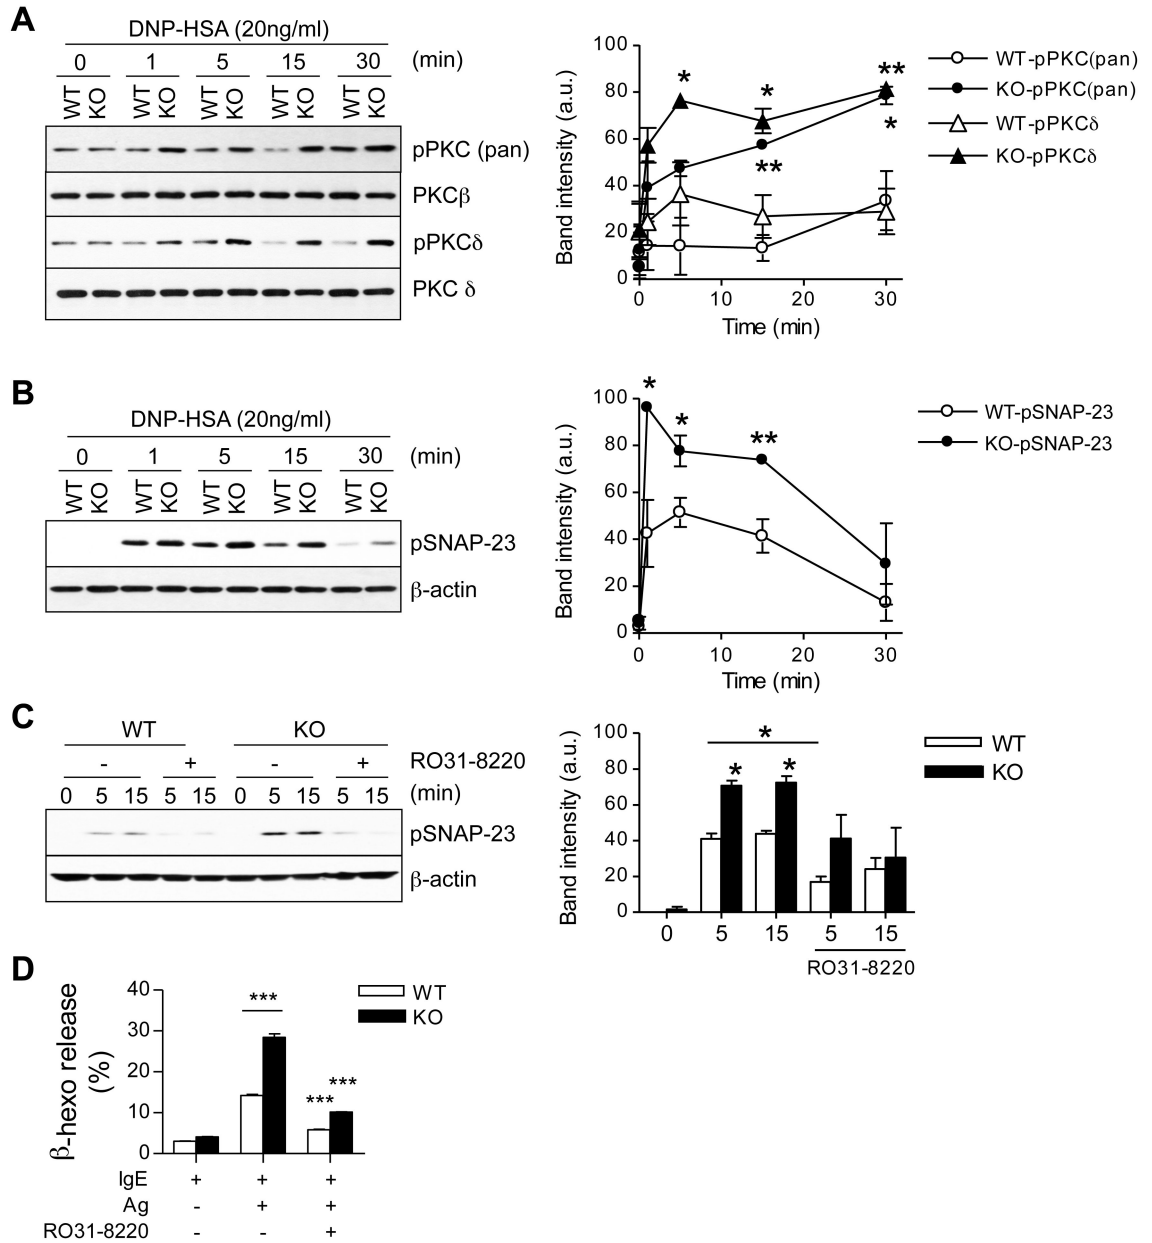 A
DNP-HSA (20ng/ml)
0 1 5 15 30 (min)
WT KO WT KO WT KO WT KO WT KO
pPKC (pan)
PKCβ
pPKCδ
PKC δ
Band intensity (a.u.)
100
80
60
40
20
0
* * ** ** *
0 10 20 30
Time (min)
WT-pPKC(pan)
KO-pPKC(pan)
WT-pPKCδ
KO-pPKCδ
B
DNP-HSA (20ng/ml)
0 1 5 15 30 (min)
WT KO WT KO WT KO WT KO WT KO
pSNAP-23
β-actin
Band intensity (a.u.)
100
80
60
40
20
0
* * **
0 10 20 30
Time (min)
WT-pSNAP-23
KO-pSNAP-23
C
WT KO
- + - + RO31-8220
0 5 15 5 15 0 5 15 5 15 (min)
pSNAP-23
β-actin
Band intensity (a.u.)
100
80
60
40
20
0
*
* *
0 5 15 5 15
RO31-8220
WT
KO
D
β-hexo release
(%)
40
30
20
10
0
***
*** ***
WT
KO
IgE + + +
Ag - + +
RO31-8220 - - +